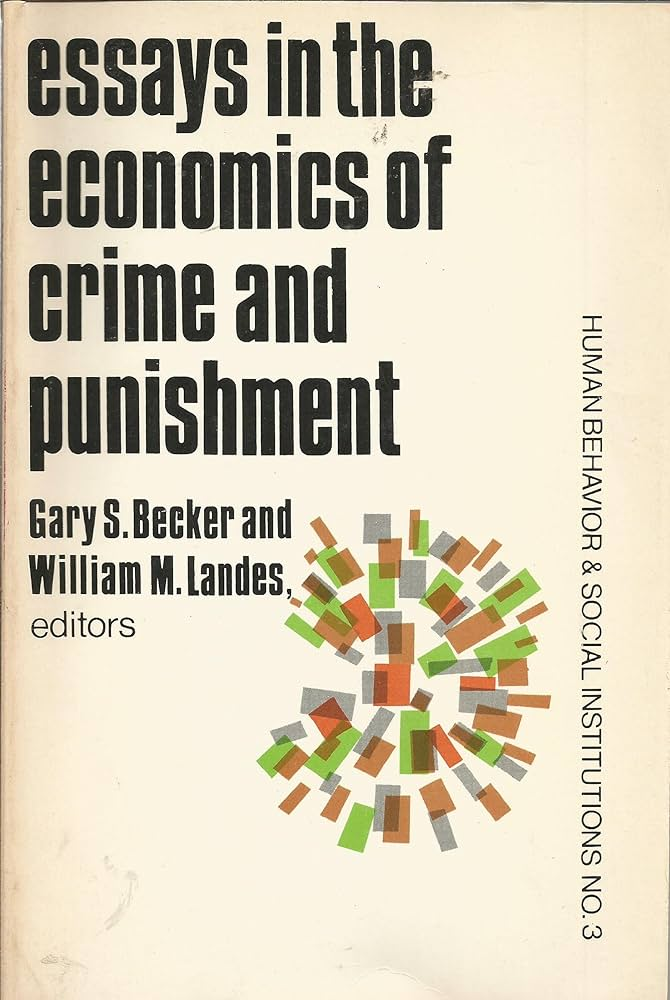 essays in the
economics of
crime and
punishment
Gary S. Becker and
William M. Landes,
editors
HUMAN BEHAVIOR & SOCIAL INSTITUTIONS NO. 3